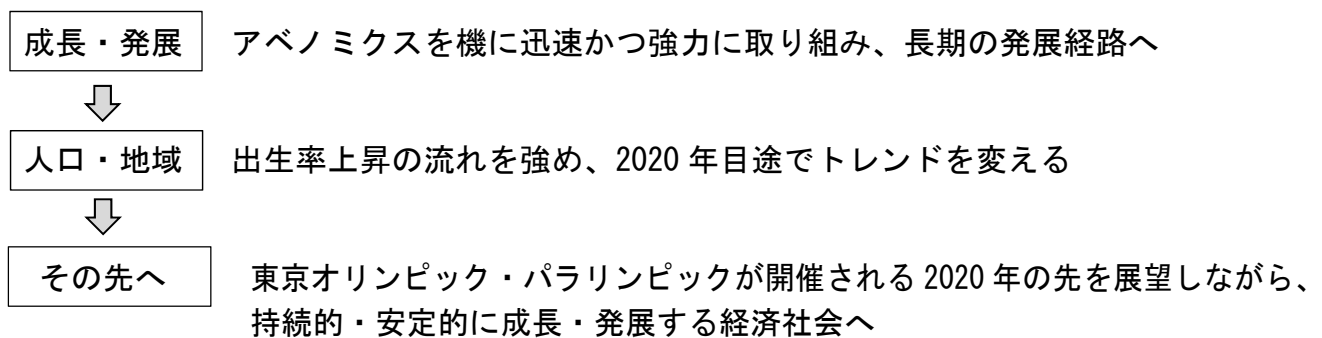 成長・発展 アベノミクスを機に迅速かつ強力に取り組み、長期の発展経路へ
人口・地域 出生率上昇の流れを強め、2020年目途でトレンドを変える
その先へ 東京オリンピック・パラリンピックが開催される2020年の先を展望しながら、
持続的・安定的に成長・発展する経済社会へ